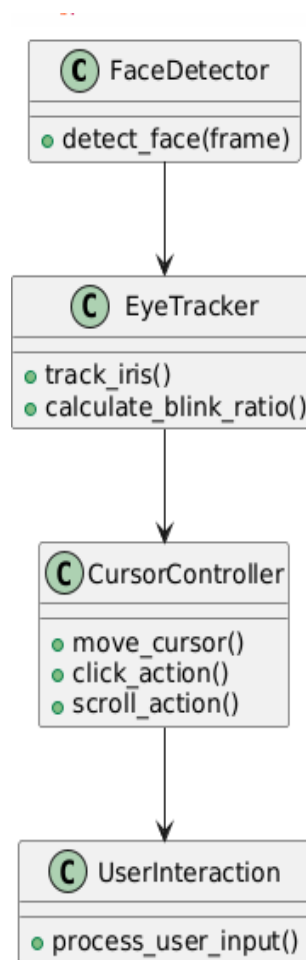 C FaceDetector
detect_face(frame)
C EyeTracker
track_iris()
calculate_blink_ratio()
C CursorController
move_cursor()
click_action()
scroll_action()
C UserInteraction
process_user_input()